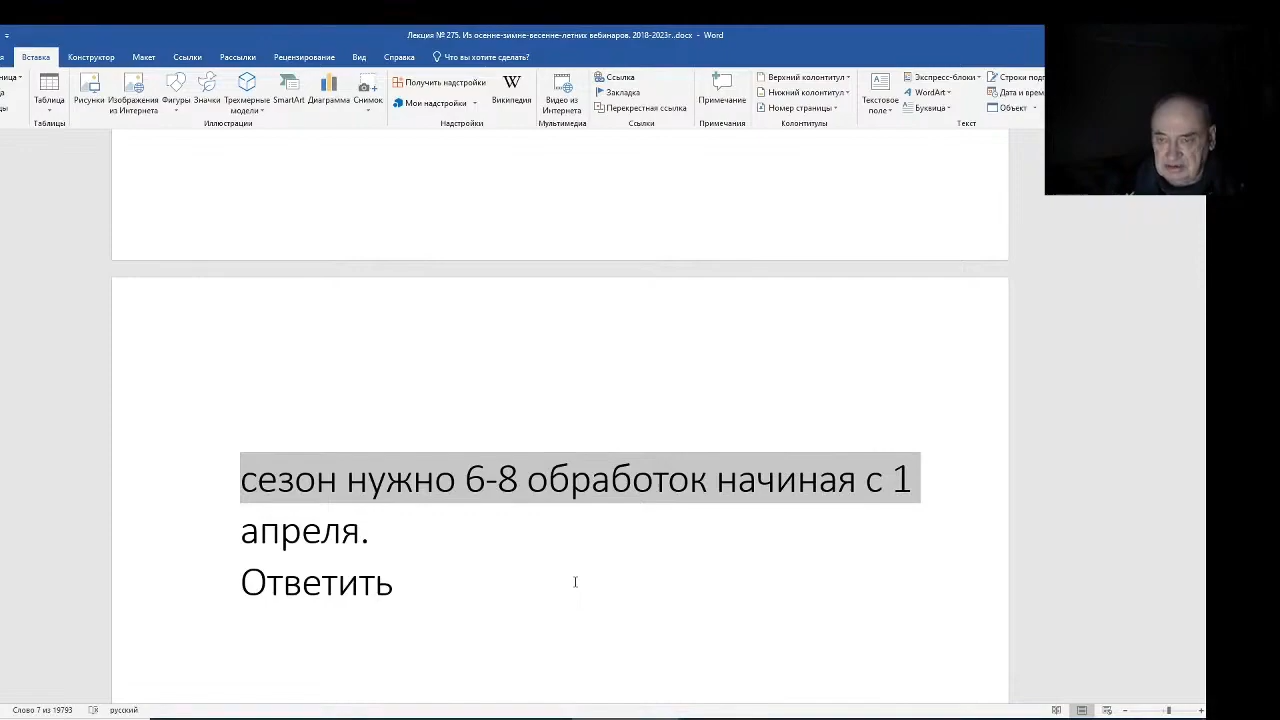 Лекция № 275. Из осенне-зимне-весенне-летних вебинаров. 2018-2023г..docx - Word
Вставка Конструктор Макет Ссылки Рассылки Рецензирование Вид Справка Что вы хотите сделать?
Таблица
Таблицы
Рисунки
Изображения из Интернета
Фигуры
Значки
Трехмерные модели
SmartArt
Диаграмма
Снимок
Иллюстрации
Получить надстройки
Мои надстройки
Википедия
Надстройки
Видео из Интернета
Мультимедиа
Ссылка
Закладка
Перекрестная ссылка
Ссылки
Примечание
Примечания
Верхний колонтитул
Нижний колонтитул
Номер страницы
Колонтитулы
Текстовое поле
Экспресс-блоки
WordArt
Буквица
Строки под
Дата и врем
Объект
Текст
сезон нужно 6-8 обработок начиная с 1
апреля.
Ответить
Слово 7 из 19793 русский